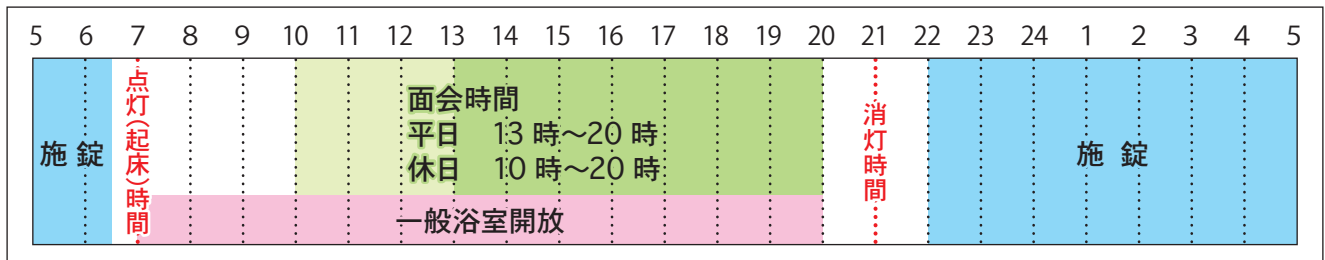 5 6 7 8 9 10 11 12 13 14 15 16 17 18 19 20 21 22 23 24 1 2 3 4 5
施錠
点灯(起床)時間
面会時間
平日 13時～20時
休日 10時～20時
一般浴室開放
消灯時間
施錠